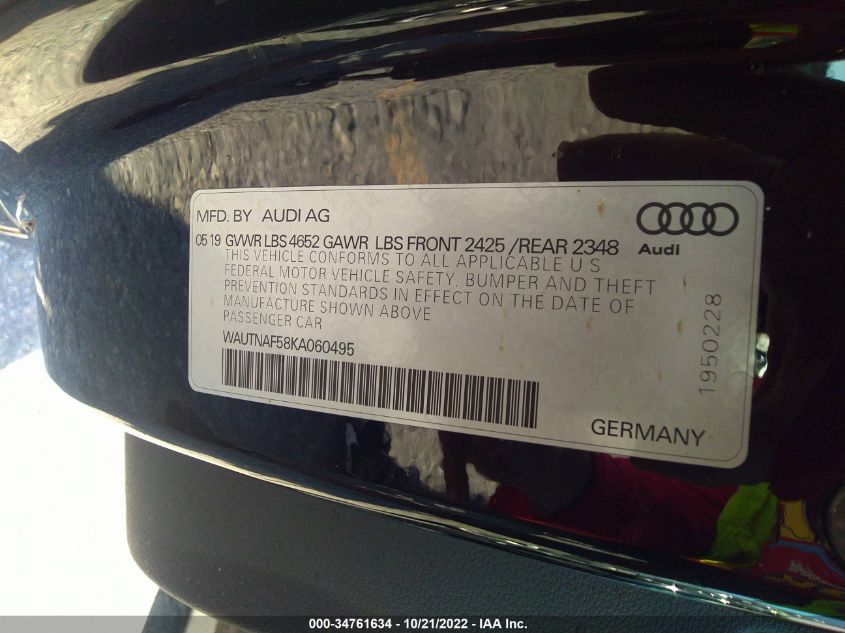 MFD. BY AUDI AG
05 19 GVWR LBS 4652 GAWR LBS FRONT 2425 /REAR 2348
THIS VEHICLE CONFORMS TO ALL APPLICABLE U.S
FEDERAL MOTOR VEHICLE SAFETY, BUMPER AND THEFT
PREVENTION STANDARDS IN EFFECT ON THE DATE OF
MANUFACTURE SHOWN ABOVE
PASSENGER CAR
WAUTNAF58KA060495
Audi
1950228
GERMANY
000-34761634 - 10/21/2022 - IAA Inc.